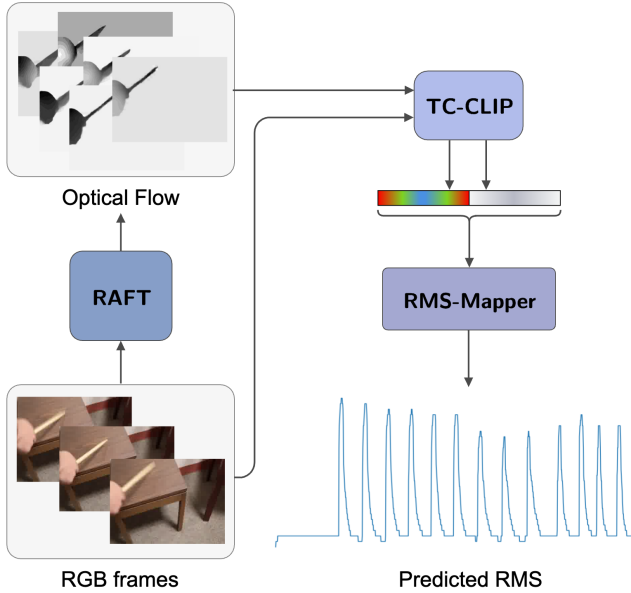 TC-CLIP
Optical Flow
RAFT
RMS-Mapper
RGB frames
Predicted RMS